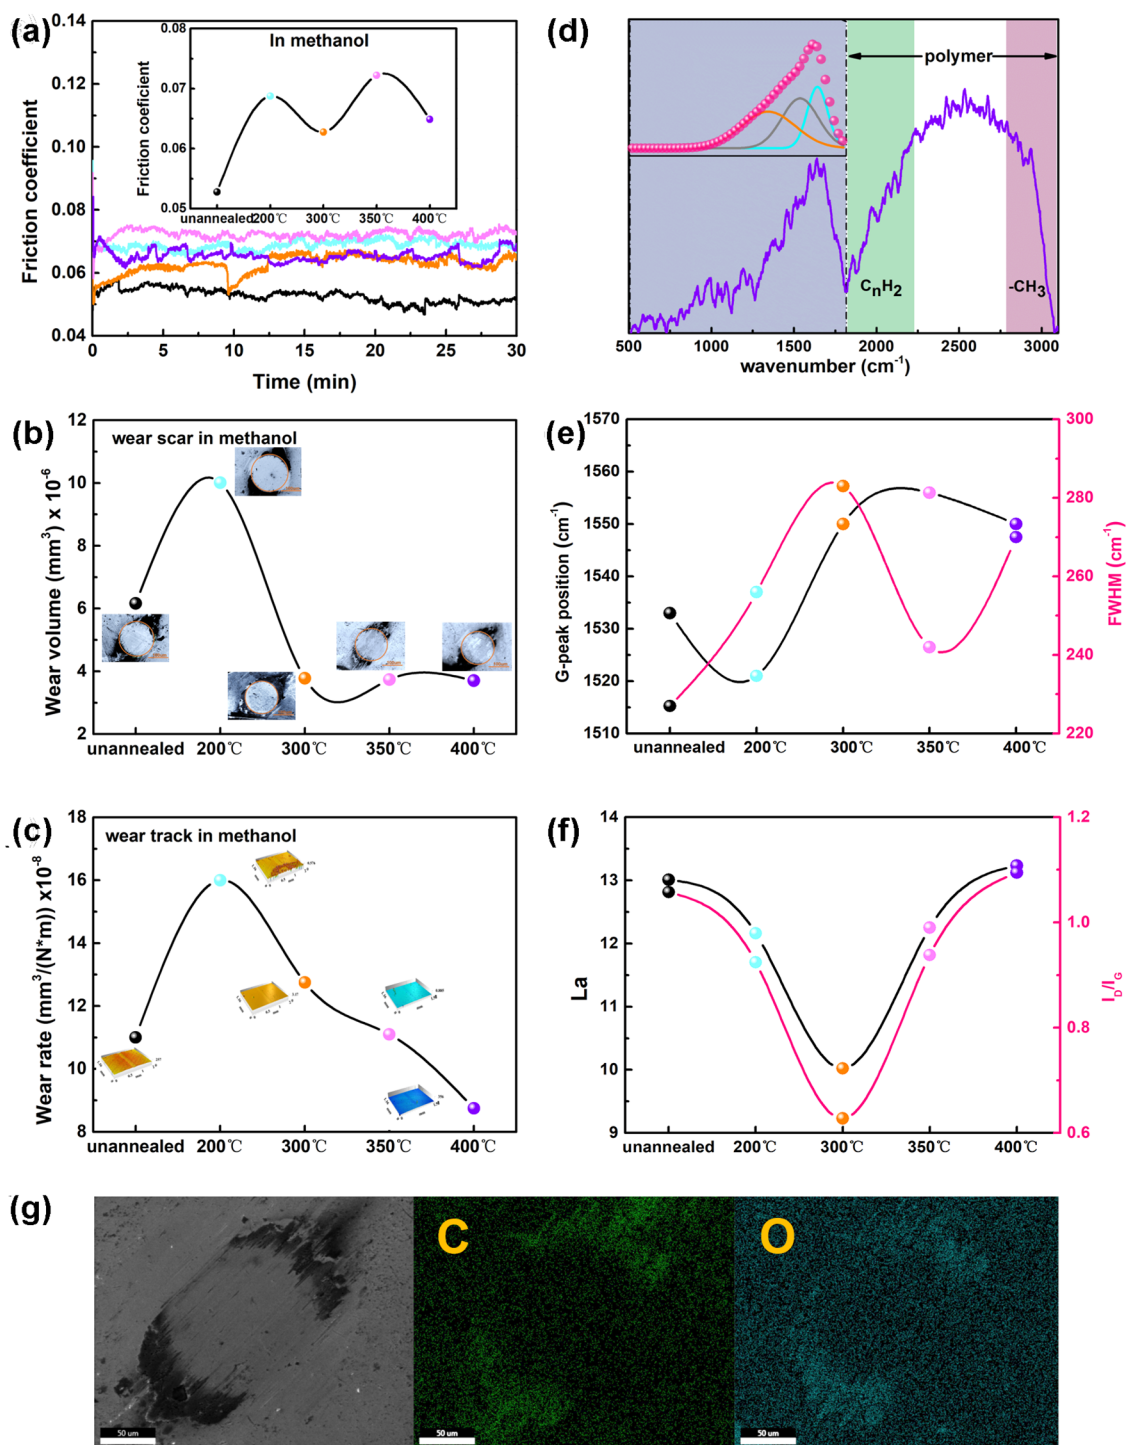 (a)
0.14
0.12
0.10
0.08
0.06
0.04
Friction coefficient
0
5
10
15
20
25
30
Time (min)
In methanol
0.08
0.07
0.06
0.05
Friction coefficient
unannealed
200℃
300℃
350℃
400℃
(d)
polymer
CnH2
-CH3
500
1000
1500
2000
2500
3000
wavenumber (cm-1)
(b)
wear scar in methanol
12
10
8
6
4
2
Wear volume (mm3) x 10-6
unannealed
200℃
300℃
350℃
400℃
(e)
1570
1560
1550
1540
1530
1520
1510
G-peak position (cm-1)
300
280
260
240
220
FWHM (cm-1)
unannealed
200℃
300℃
350℃
400℃
(c)
wear track in methanol
18
16
14
12
10
8
Wear rate (mm3/(N*m)) x10-8
unannealed
200℃
300℃
350℃
400℃
(f)
14
13
12
11
10
9
La
1.2
1.0
0.8
0.6
ID/IG
unannealed
200℃
300℃
350℃
400℃
(g)
C
O
50 um
50 um
50 um